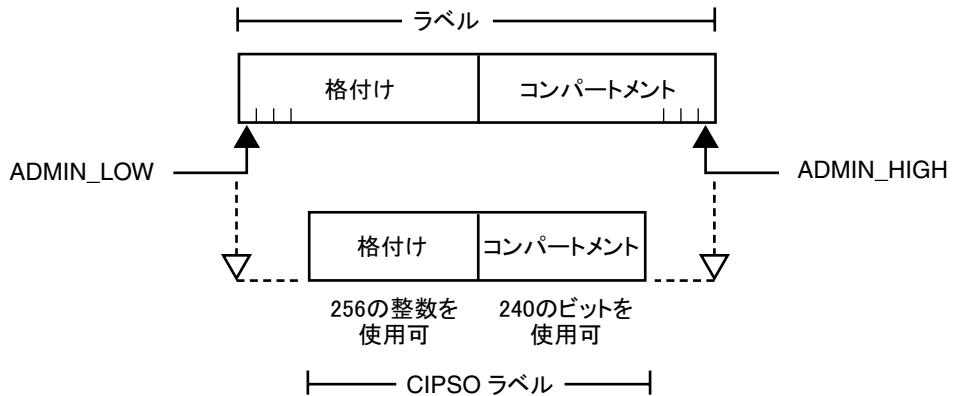 ラベル
格付け
コンパートメント
ADMIN_LOW
ADMIN_HIGH
格付け
コンパートメント
256の整数を
使用可
240のビットを
使用可
CIPSO ラベル